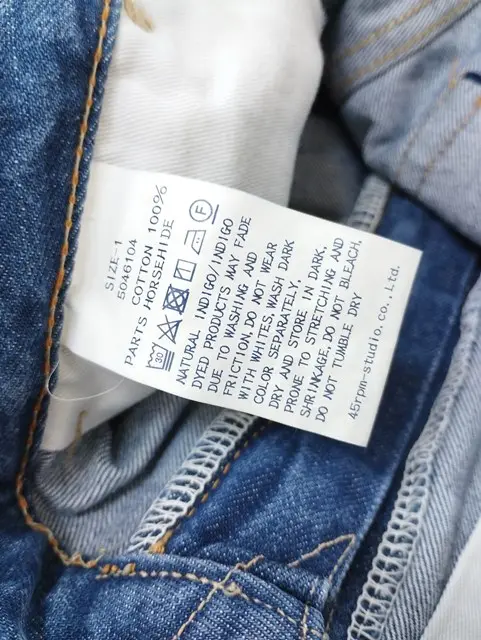 SIZE-1
5046104
COTTON 100%
PARTS HORSEHIDE
30
F
NATURAL INDIGO/INDIGO
DYED PRODUCTS MAY FADE
DUE TO WASHING AND
FRICTION. DO NOT WEAR
WITH WHITES, WASH DARK
COLOR SEPARATELY.
DRY AND STORE IN DARK.
PRONE TO STRETCHING AND
SHRINKAGE. DO NOT BLEACH.
DO NOT TUMBLE DRY
45rpm-studio.co.,Ltd.